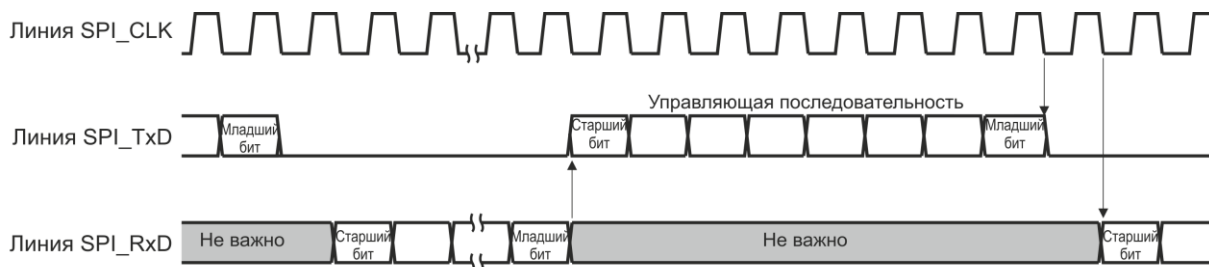 Линия SPI_CLK
Управляющая последовательность
Линия SPI_TxD
Младший
бит
Старший
бит
Младший
бит
Линия SPI_RxD
Не важно
Старший
бит
Младший
бит
Не важно
Старший
бит